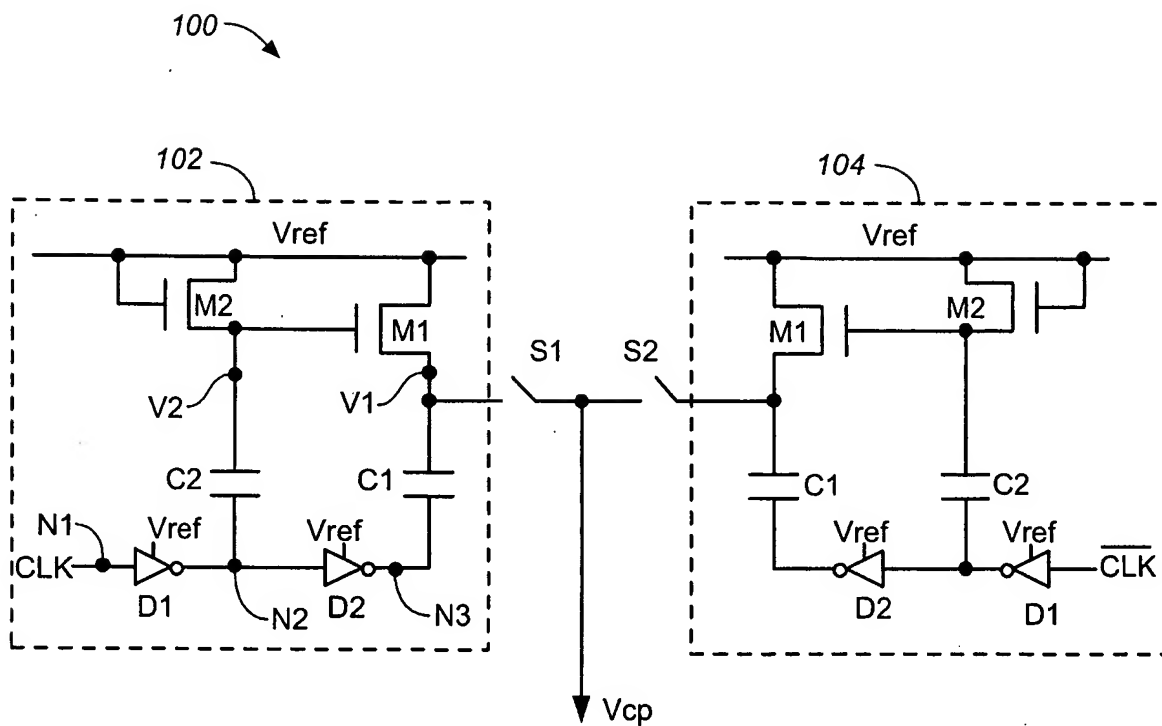 100
102
104
Vref
Vref
M2
M1
M1
M2
S1
S2
V2
V1
C2
C1
C1
C2
N1
Vref
Vref
Vref
Vref
CLK
C̅L̅K̅
D1
N2
D2
N3
D2
D1
Vcp